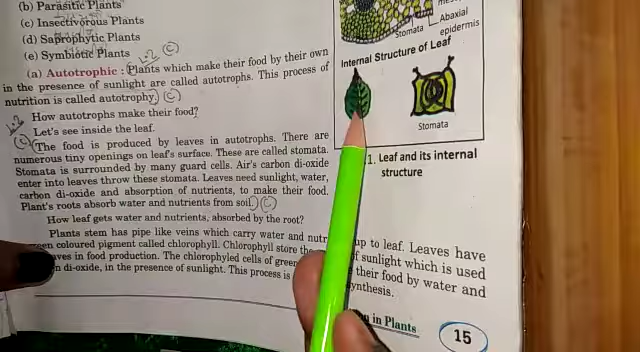 (b) Parasitic Plants
(c) Insectivorous Plants
(d) Saprophytic Plants
(e) Symbiotic Plants
(a) Autotrophic : Plants which make their food by their own
in the presence of sunlight are called autotrophs. This process of
nutrition is called autotrophy.
How autotrophs make their food?
Let's see inside the leaf.
The food is produced by leaves in autotrophs. There are
numerous tiny openings on leaf's surface. These are called stomata.
Stomata is surrounded by many guard cells. Air's carbon di-oxide
enter into leaves throw these stomata. Leaves need sunlight, water,
carbon di-oxide and absorption of nutrients, to make their food.
Plant's roots absorb water and nutrients from soil.
How leaf gets water and nutrients, absorbed by the root?
Plants stem has pipe like veins which carry water and nutr up to leaf. Leaves have
coloured pigment called chlorophyll. Chlorophyll store the of sunlight which is used
in food production. The chlorophyled cells of green their food by water and
di-oxide, in the presence of sunlight. This process is
Stomata
Abaxial
epidermis
Internal Structure of Leaf
Stomata
1. Leaf and its internal
structure
in Plants
15